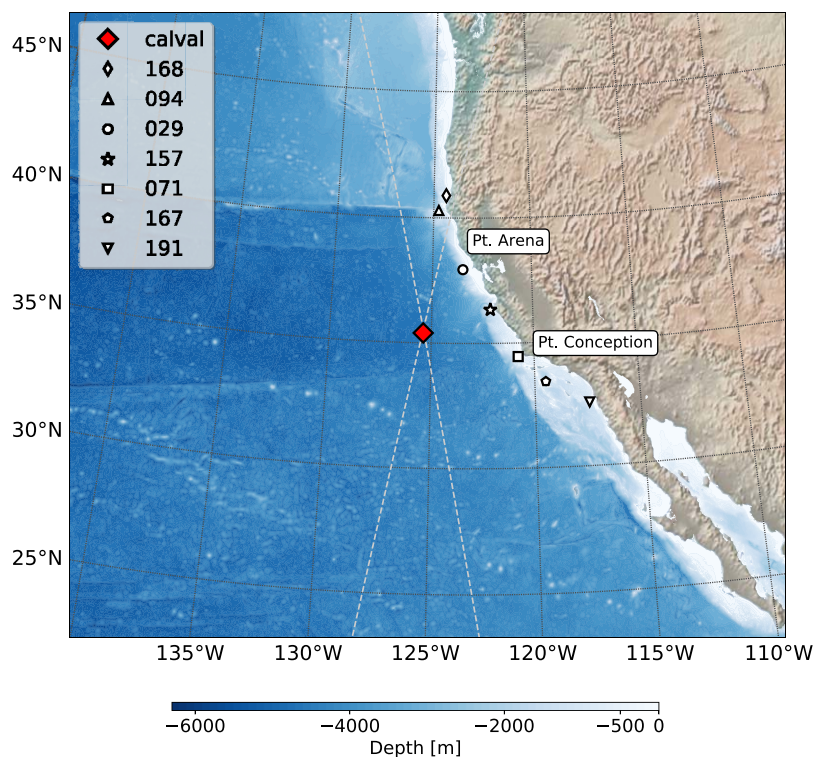 45°N
40°N
35°N
30°N
25°N
calval
168
094
029
157
071
167
191
Pt. Arena
Pt. Conception
135°W 130°W 125°W 120°W 115°W 110°W
−6000 −4000 −2000 −500 0
Depth [m]